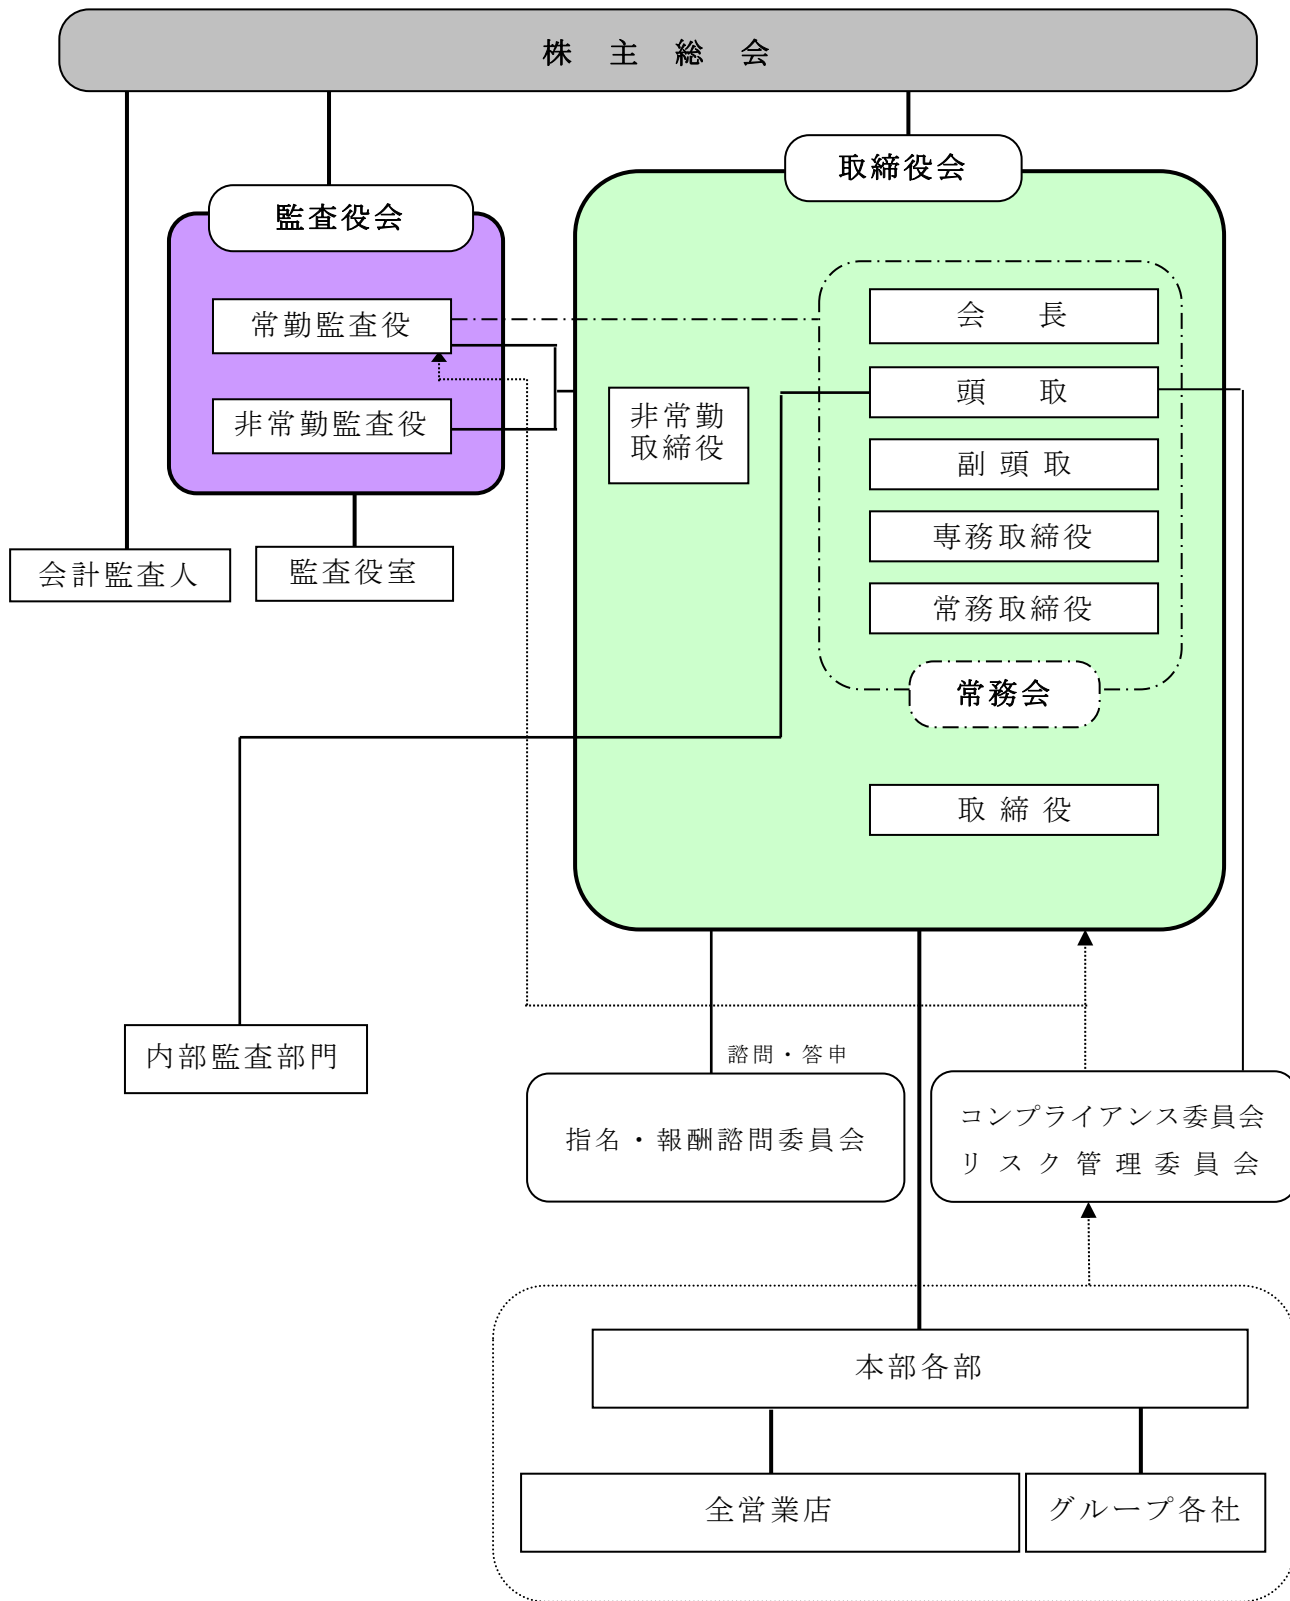 株主総会
取締役会
監査役会
常勤監査役
非常勤監査役
会長
頭取
副頭取
専務取締役
常務取締役
常務会
非常勤
取締役
取締役
会計監査人
監査役室
内部監査部門
諮問・答申
指名・報酬諮問委員会
コンプライアンス委員会
リスク管理委員会
本部各部
全営業店
グループ各社